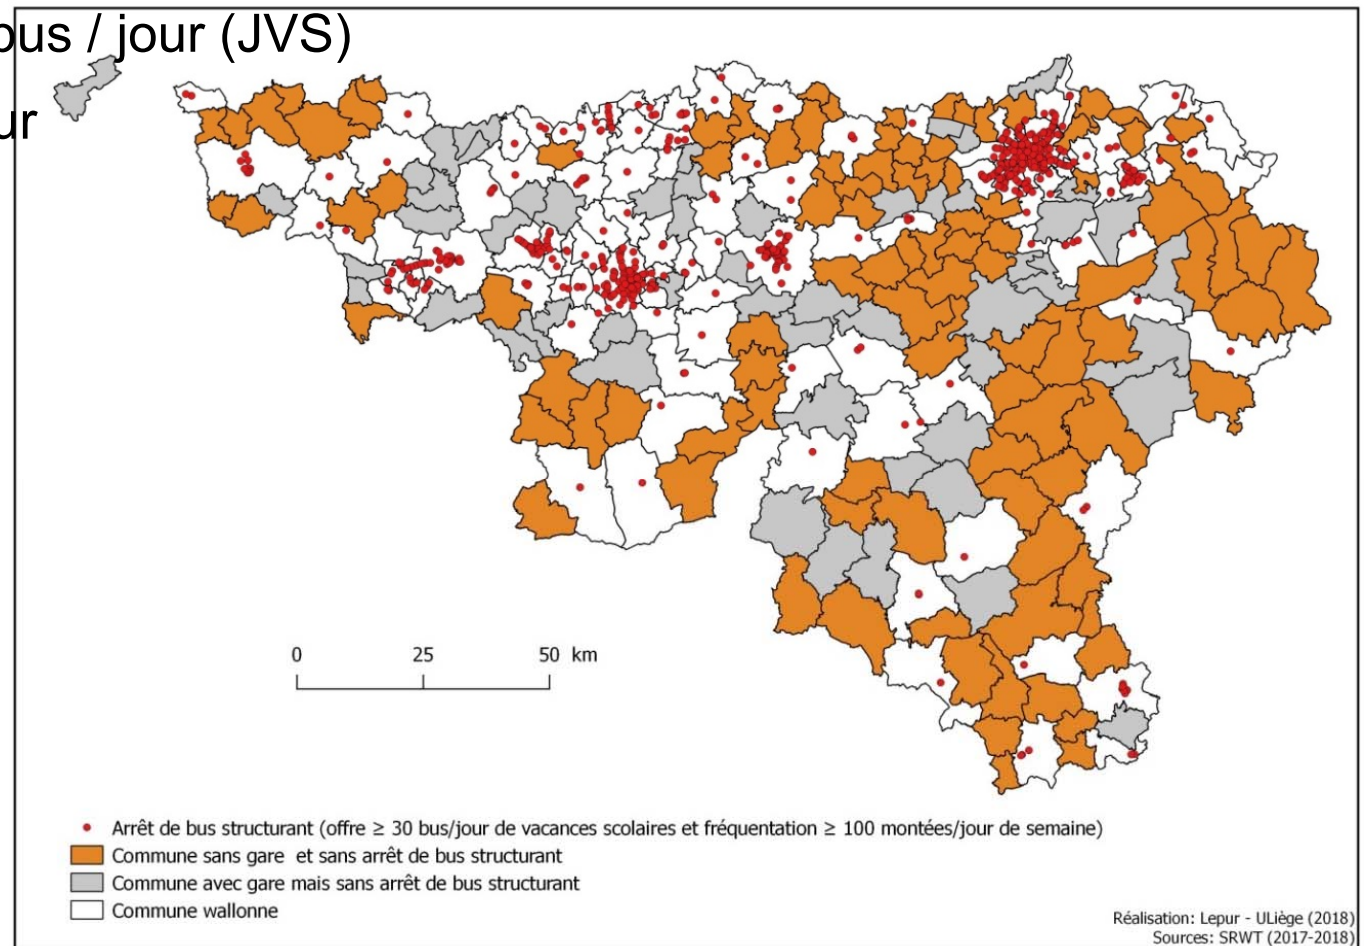 bus / jour (JVS)
ur
0 25 50 km
Arrêt de bus structurant (offre ≥ 30 bus/jour de vacances scolaires et fréquentation ≥ 100 montées/jour de semaine)
Commune sans gare et sans arrêt de bus structurant
Commune avec gare mais sans arrêt de bus structurant
Commune wallonne
Réalisation: Lepur - ULiège (2018)
Sources: SRWT (2017-2018)